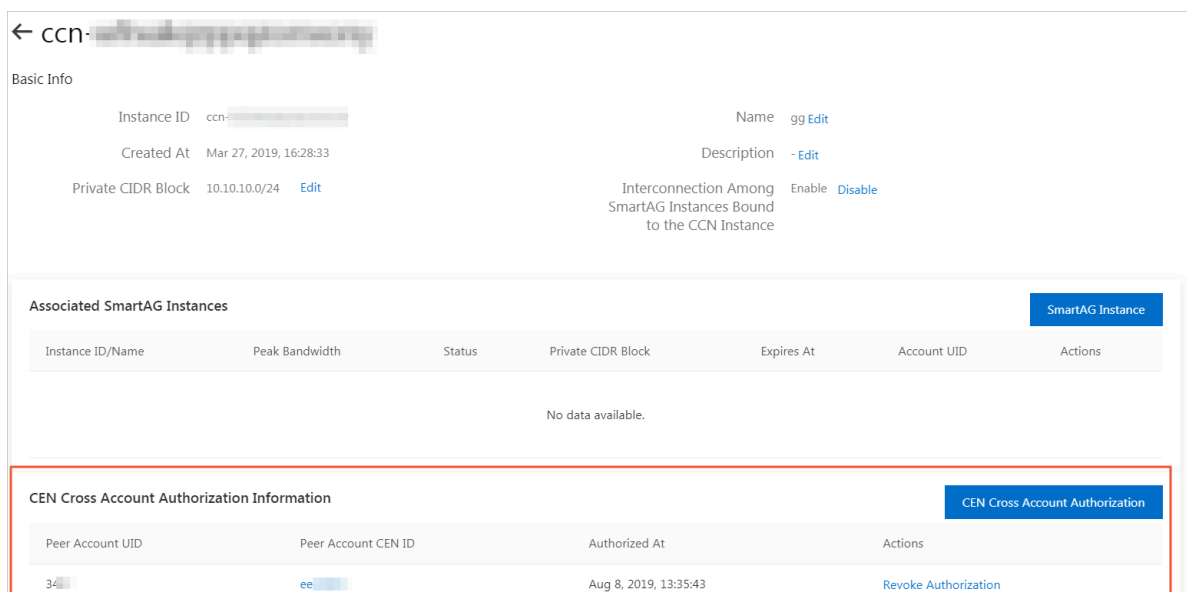 ccn-
Basic Info
Instance ID ccn-
Name gg Edit
Created At Mar 27, 2019, 16:28:33
Description - Edit
Private CIDR Block 10.10.10.0/24 Edit
Interconnection Among Enable Disable
SmartAG Instances Bound
to the CCN Instance
Associated SmartAG Instances
SmartAG Instance
Instance ID/Name Peak Bandwidth Status Private CIDR Block Expires At Account UID Actions
No data available.
CEN Cross Account Authorization Information
CEN Cross Account Authorization
Peer Account UID Peer Account CEN ID Authorized At Actions
34 ee Aug 8, 2019, 13:35:43 Revoke Authorization